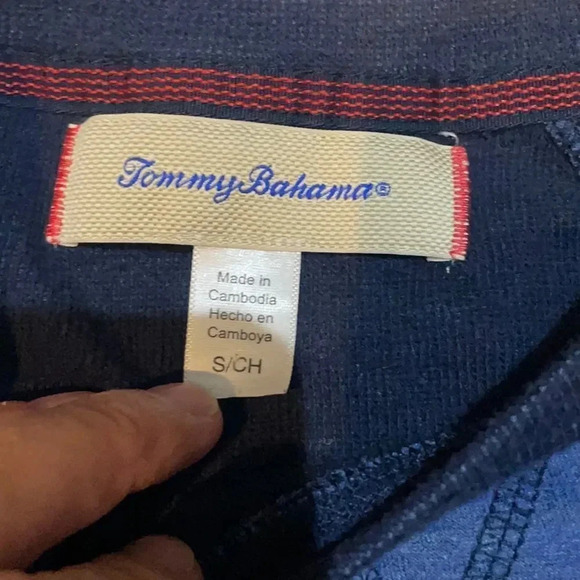 Tommy Bahama®
Made in
Cambodia
Hecho en
Camboya
S/CH